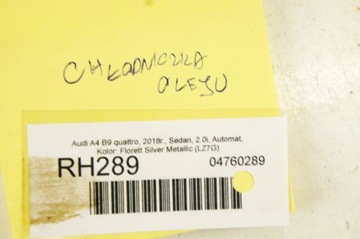 CHŁODNICZKA
OLEJU
Audi A4 B9 quattro, 2018r., Sedan, 2.0i, Automat,
Kolor: Florett Silver Metallic (LZ7G)
RH289 04760289